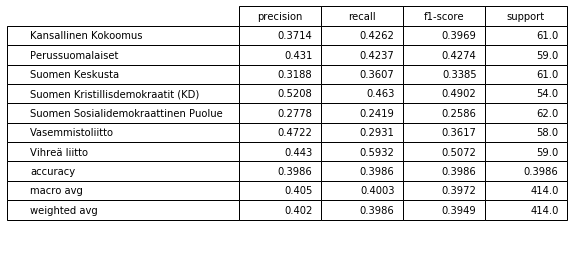 precision recall f1-score support
Kansallinen Kokoomus 0.3714 0.4262 0.3969 61.0
Perussuomalaiset 0.431 0.4237 0.4274 59.0
Suomen Keskusta 0.3188 0.3607 0.3385 61.0
Suomen Kristillisdemokraatit (KD) 0.5208 0.463 0.4902 54.0
Suomen Sosialidemokraattinen Puolue 0.2778 0.2419 0.2586 62.0
Vasemmistoliitto 0.4722 0.2931 0.3617 58.0
Vihreä liitto 0.443 0.5932 0.5072 59.0
accuracy 0.3986 0.3986 0.3986 0.3986
macro avg 0.405 0.4003 0.3972 414.0
weighted avg 0.402 0.3986 0.3949 414.0